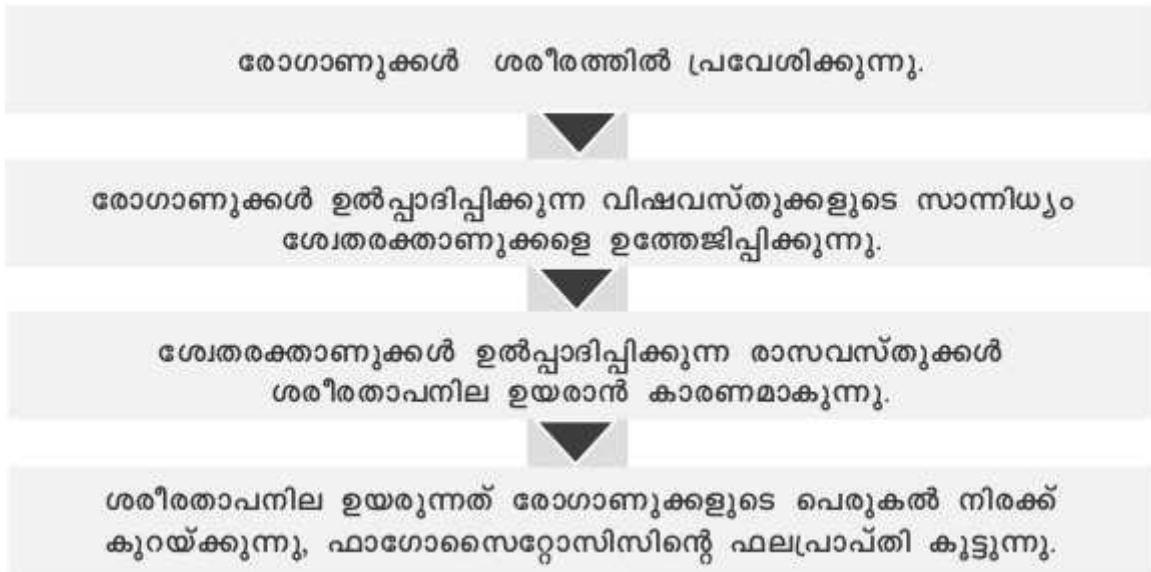 രോഗാണുക്കൾ ശരീരത്തിൽ പ്രവേശിക്കുന്നു.
രോഗാണുക്കൾ ഉൽപ്പാദിപ്പിക്കുന്ന വിഷവസ്തുക്കളുടെ സാന്നിധ്യം
ശ്വേതരക്താണുക്കളെ ഉത്തേജിപ്പിക്കുന്നു.
ശ്വേതരക്താണുക്കൾ ഉൽപ്പാദിപ്പിക്കുന്ന രാസവസ്തുക്കൾ
ശരീരതാപനില ഉയരാൻ കാരണമാകുന്നു.
ശരീരതാപനില ഉയരുന്നത് രോഗാണുക്കളുടെ പെരുകൽ നിരക്ക്
കുറയ്ക്കുന്നു, ഫാഗോസൈറ്റോസിസിന്റെ ഫലപ്രാപ്തി കൂട്ടുന്നു.